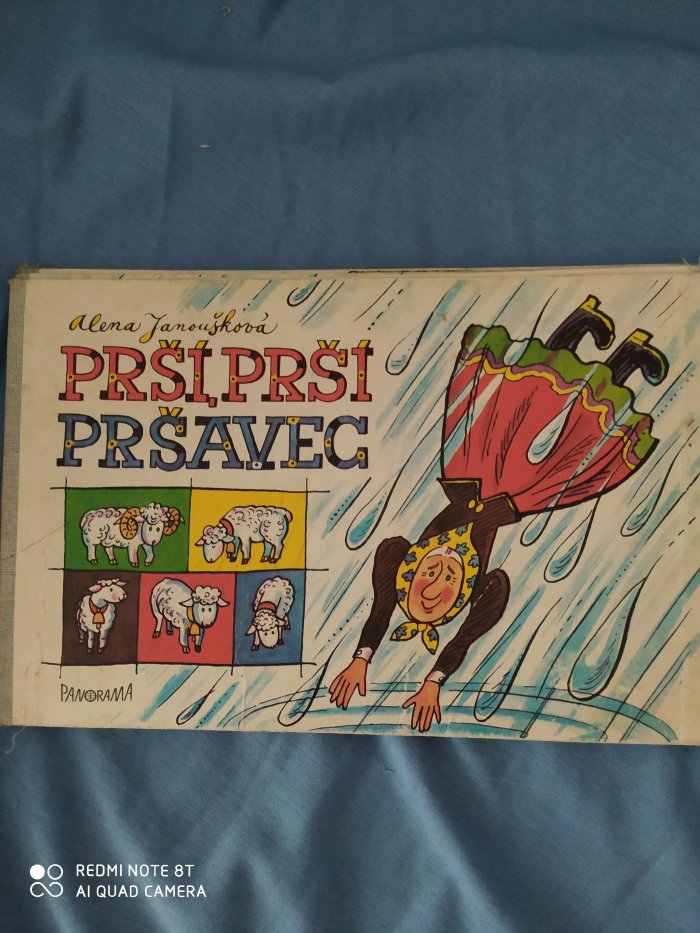 Alena Janoušková
PRŠÍ, PRŠÍ
PRŠAVEC
PANORAMA
REDMI NOTE 8T
AI QUAD CAMERA